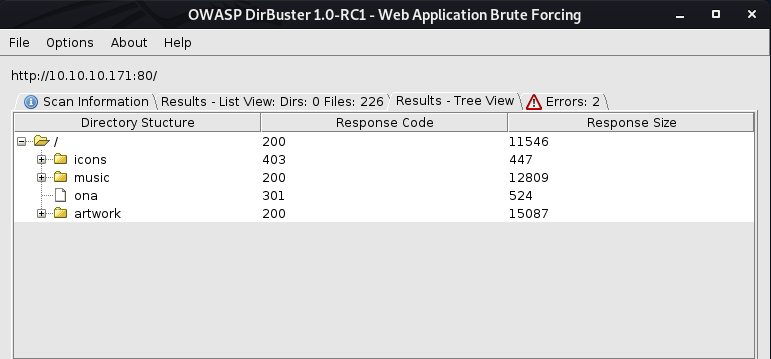 OWASP DirBuster 1.0-RC1 - Web Application Brute Forcing
File Options About Help
http://10.10.10.171:80/
Scan Information Results - List View: Dirs: 0 Files: 226 Results - Tree View Errors: 2
Directory Stucture Response Code Response Size
/ 200 11546
icons 403 447
music 200 12809
ona 301 524
artwork 200 15087